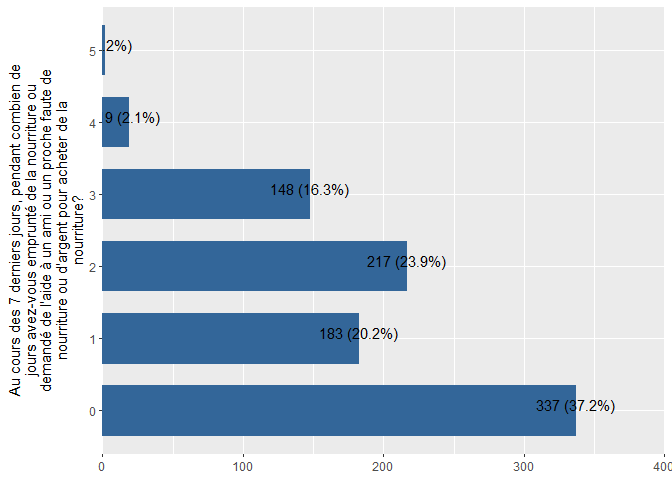 Au cours des 7 derniers jours, pendant combien de
jours avez-vous emprunté de la nourriture ou
demandé de l'aide à un ami ou un proche faute de
nourriture ou d'argent pour acheter de la
nourriture?
5
2%)
4
9 (2.1%)
3
148 (16.3%)
2
217 (23.9%)
1
183 (20.2%)
0
337 (37.2%)
0 100 200 300 400